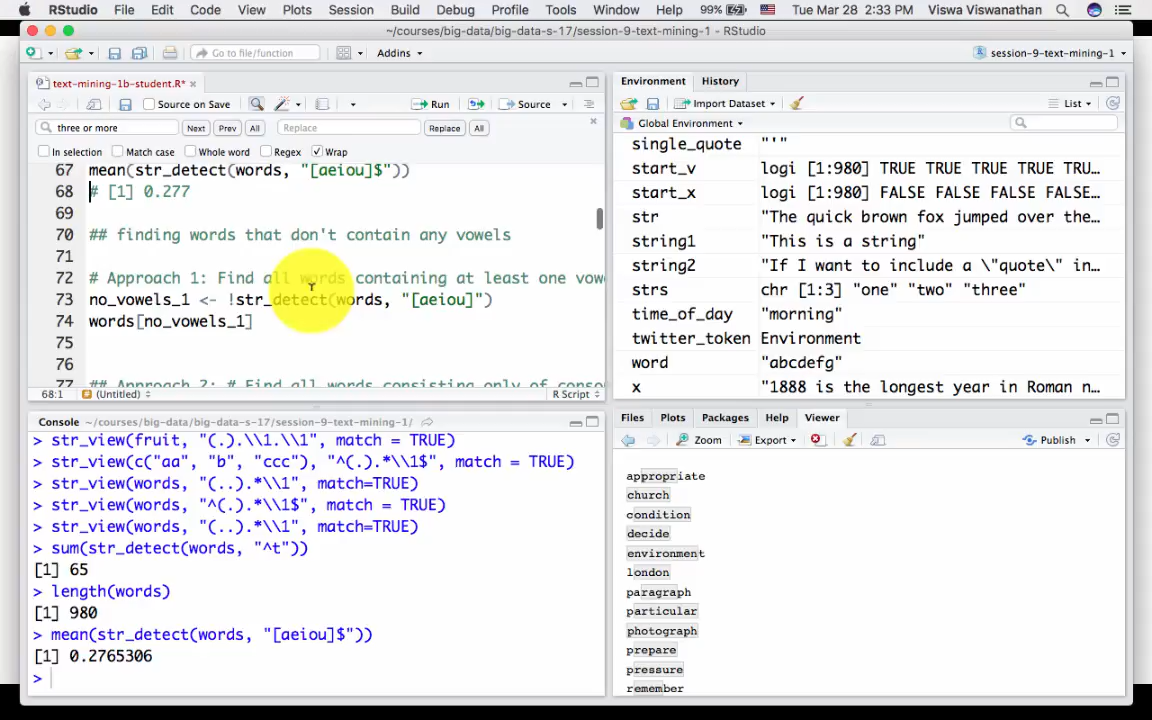 RStudio File Edit Code View Plots Session Build Debug Profile Tools Window Help 99% Tue Mar 28 2:33 PM Viswa Viswanathan
~/courses/big-data/big-data-s-17/session-9-text-mining-1 - RStudio
Go to file/function Addins session-9-text-mining-1
text-mining-1b-student.R*
Source on Save Run Source
three or more Next Prev All Replace Replace All
In selection Match case Whole word Regex Wrap
67 mean(str_detect(words, "[aeiou]$"))
68 # [1] 0.277
69
70 ## finding words that don't contain any vowels
71
72 # Approach 1: Find all words containing at least one vowe
73 no_vowels_1 <- !str_detect(words, "[aeiou]")
74 words[no_vowels_1]
75
76
77 ## Approach 2: # Find all words consisting only of conso
68:1 (Untitled) R Script
Console ~/courses/big-data/big-data-s-17/session-9-text-mining-1/
> str_view(fruit, "(.).\\1.\\1", match = TRUE)
> str_view(c("aa", "b", "ccc"), "^(.).*\\1$", match = TRUE)
> str_view(words, "(..).*\\1", match=TRUE)
> str_view(words, "^(.).*\\1$", match = TRUE)
> str_view(words, "(..).*\\1", match=TRUE)
> sum(str_detect(words, "^t"))
[1] 65
> length(words)
[1] 980
> mean(str_detect(words, "[aeiou]$"))
[1] 0.2765306
>
Environment History
Import Dataset List
Global Environment
single_quote "'"
start_v logi [1:980] TRUE TRUE TRUE TRUE TRU…
start_x logi [1:980] FALSE FALSE FALSE FALSE…
str "The quick brown fox jumped over the…
string1 "This is a string"
string2 "If I want to include a \"quote\" in…
strs chr [1:3] "one" "two" "three"
time_of_day "morning"
twitter_token Environment
word "abcdefg"
x "1888 is the longest year in Roman n…
Files Plots Packages Help Viewer
Zoom Export Publish
appropriate
church
condition
decide
environment
london
paragraph
particular
photograph
prepare
pressure
remember